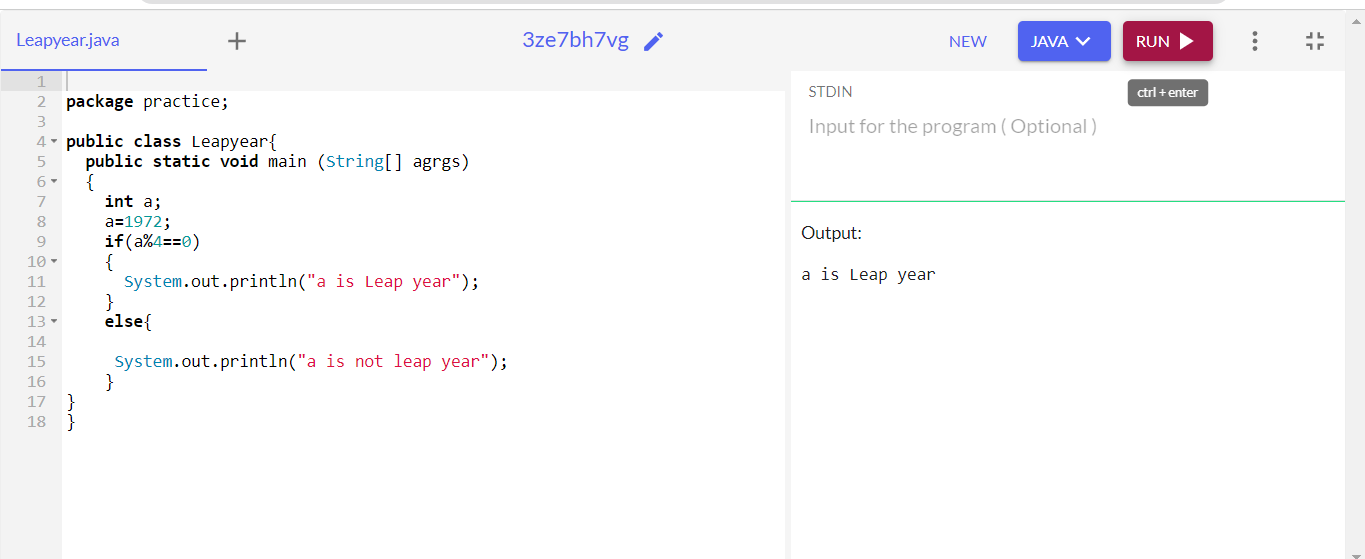 Leapyear.java + 3ze7bh7vg NEW JAVA RUN
ctrl + enter
1
2 package practice;
3
4 public class Leapyear{
5 public static void main (String[] agrgs)
6 {
7 int a;
8 a=1972;
9 if(a%4==0)
10 {
11 System.out.println("a is Leap year");
12 }
13 else{
14
15 System.out.println("a is not leap year");
16 }
17 }
18 }
STDIN
Input for the program ( Optional )
Output:
a is Leap year